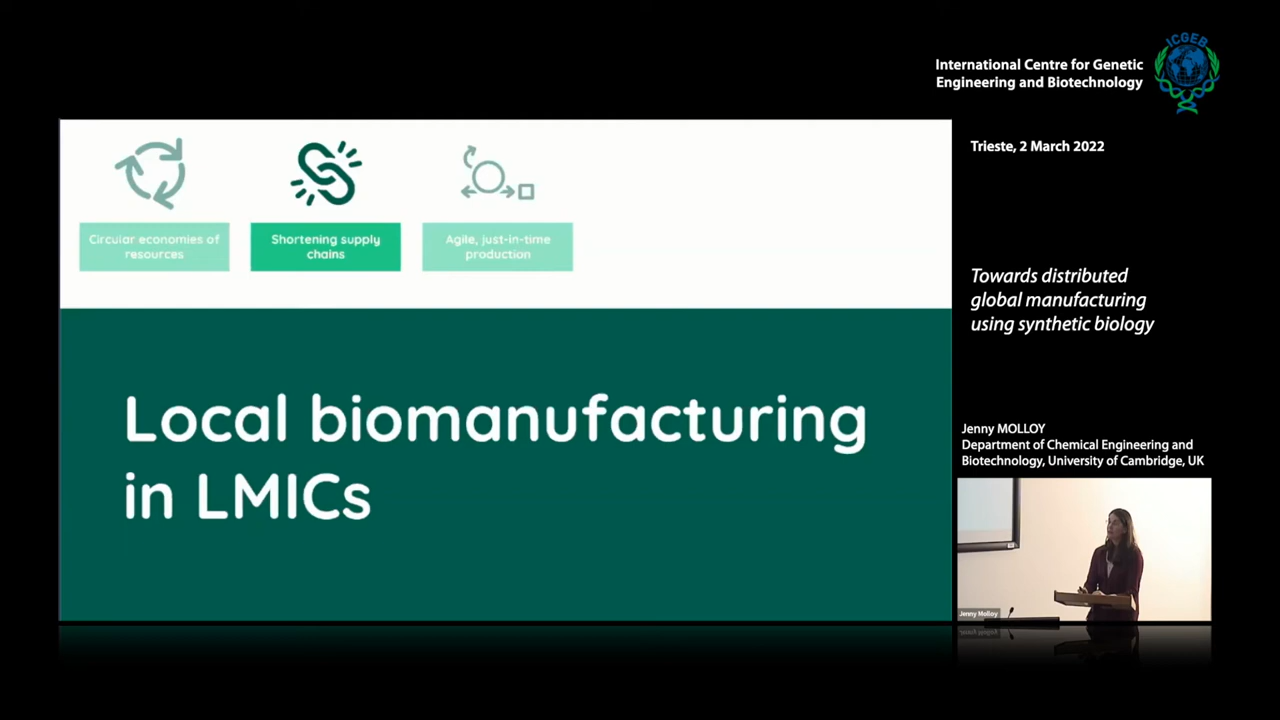 International Centre for Genetic
Engineering and Biotechnology
ICGEB
Trieste, 2 March 2022
Circular economies of
resources
Shortening supply
chains
Agile, just-in-time
production
Local biomanufacturing
in LMICs
Towards distributed
global manufacturing
using synthetic biology
Jenny MOLLOY
Department of Chemical Engineering and
Biotechnology, University of Cambridge, UK
Jenny Molloy